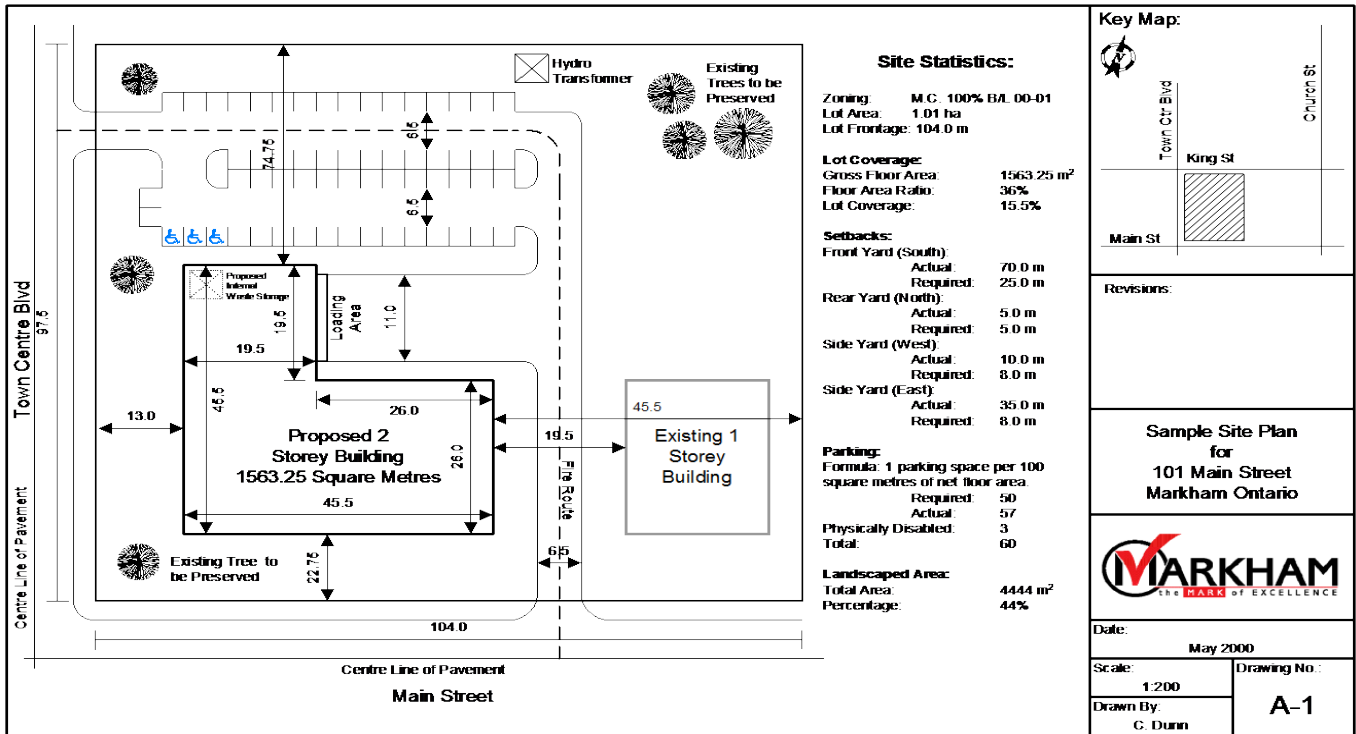 Hydro
Transformer
Existing
Trees to be
Preserved
6.5
74.75
6.5
Proposed
Internal
Waste Storage
Loading
Area
11.0
19.5
19.5
45.5
13.0
26.0
45.5
Proposed 2
Storey Building
1563.25 Square Metres
26.0
19.5
Existing 1
Storey
Building
45.5
Fire Route
6.5
22.75
Existing Tree to
be Preserved
104.0
Town Centre Blvd
97.5
Centre Line of Pavement
Centre Line of Pavement
Main Street
Site Statistics:
Zoning: M.C. 100% B/L 00-01
Lot Area: 1.01 ha
Lot Frontage: 104.0 m
Lot Coverage:
Gross Floor Area: 1563.25 m²
Floor Area Ratio: 36%
Lot Coverage: 15.5%
Setbacks:
Front Yard (South):
Actual: 70.0 m
Required: 25.0 m
Rear Yard (North):
Actual: 5.0 m
Required: 5.0 m
Side Yard (West):
Actual: 10.0 m
Required: 8.0 m
Side Yard (East):
Actual: 35.0 m
Required: 8.0 m
Parking:
Formula: 1 parking space per 100
square metres of net floor area.
Required: 50
Actual: 57
Physically Disabled: 3
Total: 60
Landscaped Area:
Total Area: 4444 m²
Percentage: 44%
Key Map:
N
Town Ctr Blvd
Church St
King St
Main St
Revisions:
Sample Site Plan
for
101 Main Street
Markham Ontario
MARKHAM
the MARK of EXCELLENCE
Date:
May 2000
Scale:
1:200
Drawing No.:
A-1
Drawn By:
C. Dunn